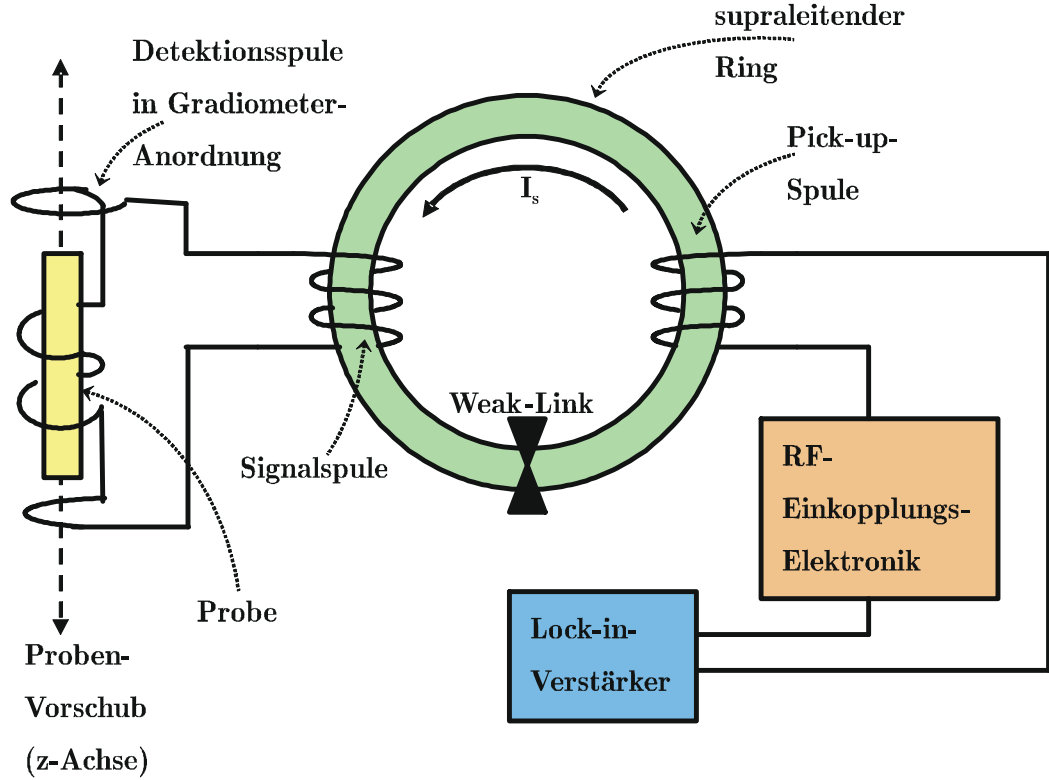 Detektionsspule
in Gradiometer-
Anordnung
supraleitender
Ring
Pick-up-
Spule
I_s
Weak-Link
Signalspule
RF-
Einkopplungs-
Elektronik
Probe
Lock-in-
Verstärker
Proben-
Vorschub
(z-Achse)